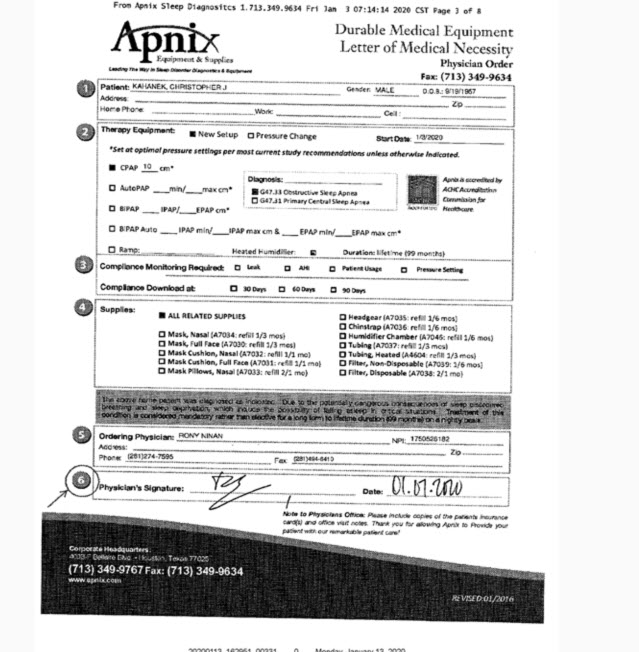 From Apnix Sleep Diagnositcs 1.713.349.9634 Fri Jan 3 07:14:14 2020 CST Page 3 of 8
Apnix
Equipment & Supplies
Leading The Way In Sleep Disorder Diagnostics & Equipment
Durable Medical Equipment
Letter of Medical Necessity
Physician Order
Fax: (713) 349-9634
1 Patient: KAHANEK, CHRISTOPHER J Gender: MALE D.O.B.: 9/19/1967
Address: Zip
Home Phone: Work: Cell:
2 Therapy Equipment: ■ New Setup ☐ Pressure Change Start Date: 1/3/2020
*Set at optimal pressure settings per most current study recommendations unless otherwise indicated.
■ CPAP 10 cm*
☐ AutoPAP ___min/___max cm*
☐ BiPAP ___ IPAP/___EPAP cm*
Diagnosis:
■ G47.33 Obstructive Sleep Apnea
☐ G47.31 Primary Central Sleep Apnea
Apnix is accredited by
ACHC Accreditation
Commission for
Healthcare.
☐ BIPAP Auto ___IPAP min/___IPAP max cm & ___ EPAP min/___EPAP max cm*
☐ Ramp: Heated Humidifier: Duration: lifetime (99 months)
3 Compliance Monitoring Required: ☐ Leak ☐ AHI ☐ Patient Usage ☐ Pressure Setting
Compliance Download at: ☐ 30 Days ☐ 60 Days ☐ 90 Days
4 Supplies:
■ ALL RELATED SUPPLIES
☐ Mask, Nasal (A7034: refill 1/3 mos)
☐ Mask, Full Face (A7030: refill 1/3 mos)
☐ Mask Cushion, Nasal (A7032: refill 1/1 mo)
☐ Mask Cushion, Full Face (A7031: refill 1/1 mo)
☐ Mask Pillows, Nasal (A7033: refill 2/1 mo)
☐ Headgear (A7035: refill 1/6 mos)
☐ Chinstrap (A7036: refill 1/6 mos)
☐ Humidifier Chamber (A7046: refill 1/6 mo)
☐ Tubing (A7037: refill 1/3 mo)
☐ Tubing, Heated (A4604: refill 1/3 mo)
☐ Filter, Non-Disposable (A7039: 1/6 mos)
☐ Filter, Disposable (A7038: 2/1 mo)
The above name patient was diagnosed as indicated. Due to the potentially dangerous consequences of sleep disordered
breathing and sleep deprivation, which include the possibility of falling asleep in critical situations. Treatment of this
condition is considered mandatory rather than elective for a long term to lifetime duration (99 months) on a nightly basis.
5 Ordering Physician: RONY NINAN NPI: 1750526182
Address: Zip
Phone: (281)274-7595 Fax
6 Physician's Signature: Date: 01.07.2020
Note to Physicians Office: Please include copies of the patients insurance
card(s) and office visit notes. Thank you for allowing Apnix to Provide your
patient with our remarkable patient care!
Corporate Headquarters:
Bellaire Blvd. • Houston, Texas 77025
(713) 349-9767 Fax: (713) 349-9634
www.apnix.com
REVISED:01/2016
Monday, January 13, 2020